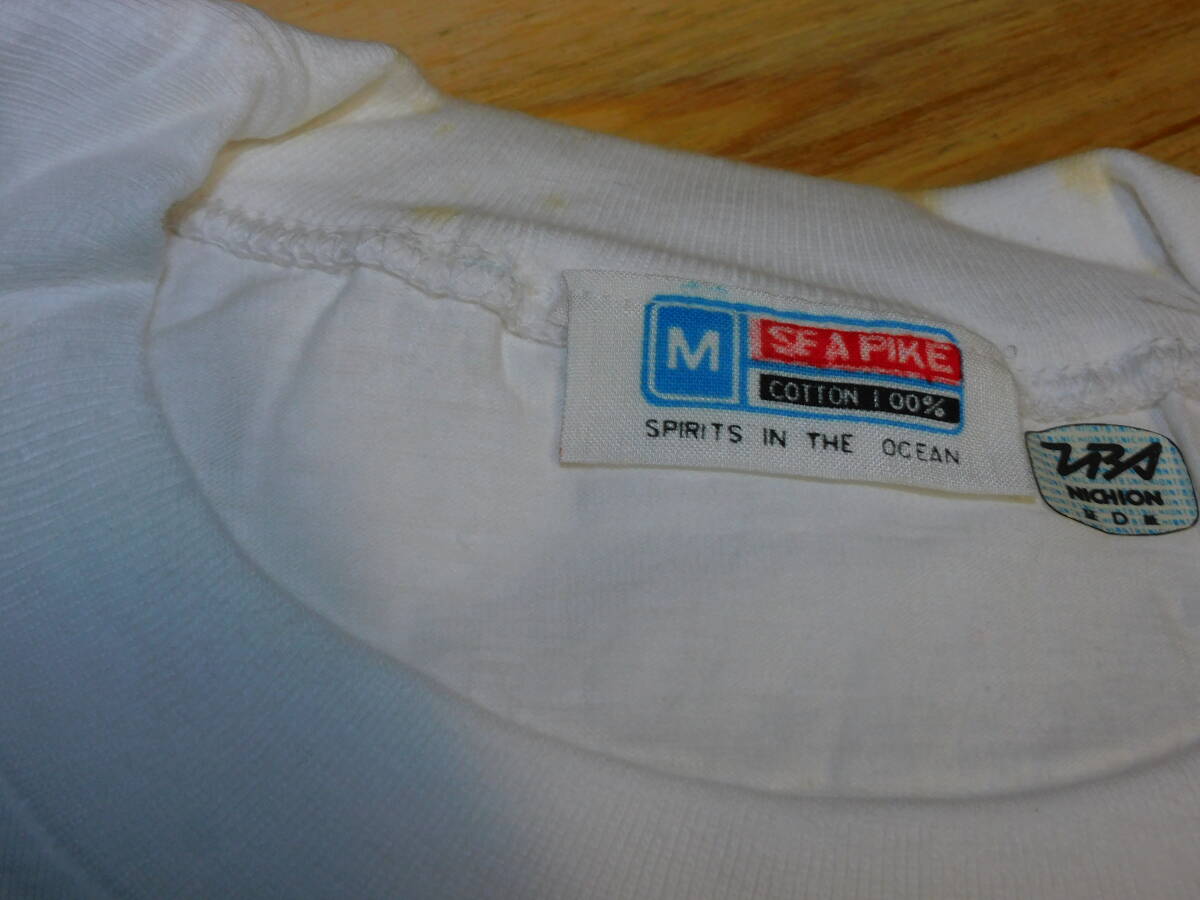 M
SEA PIKE
COTTON 100%
SPIRITS IN THE OCEAN
NICHION
D